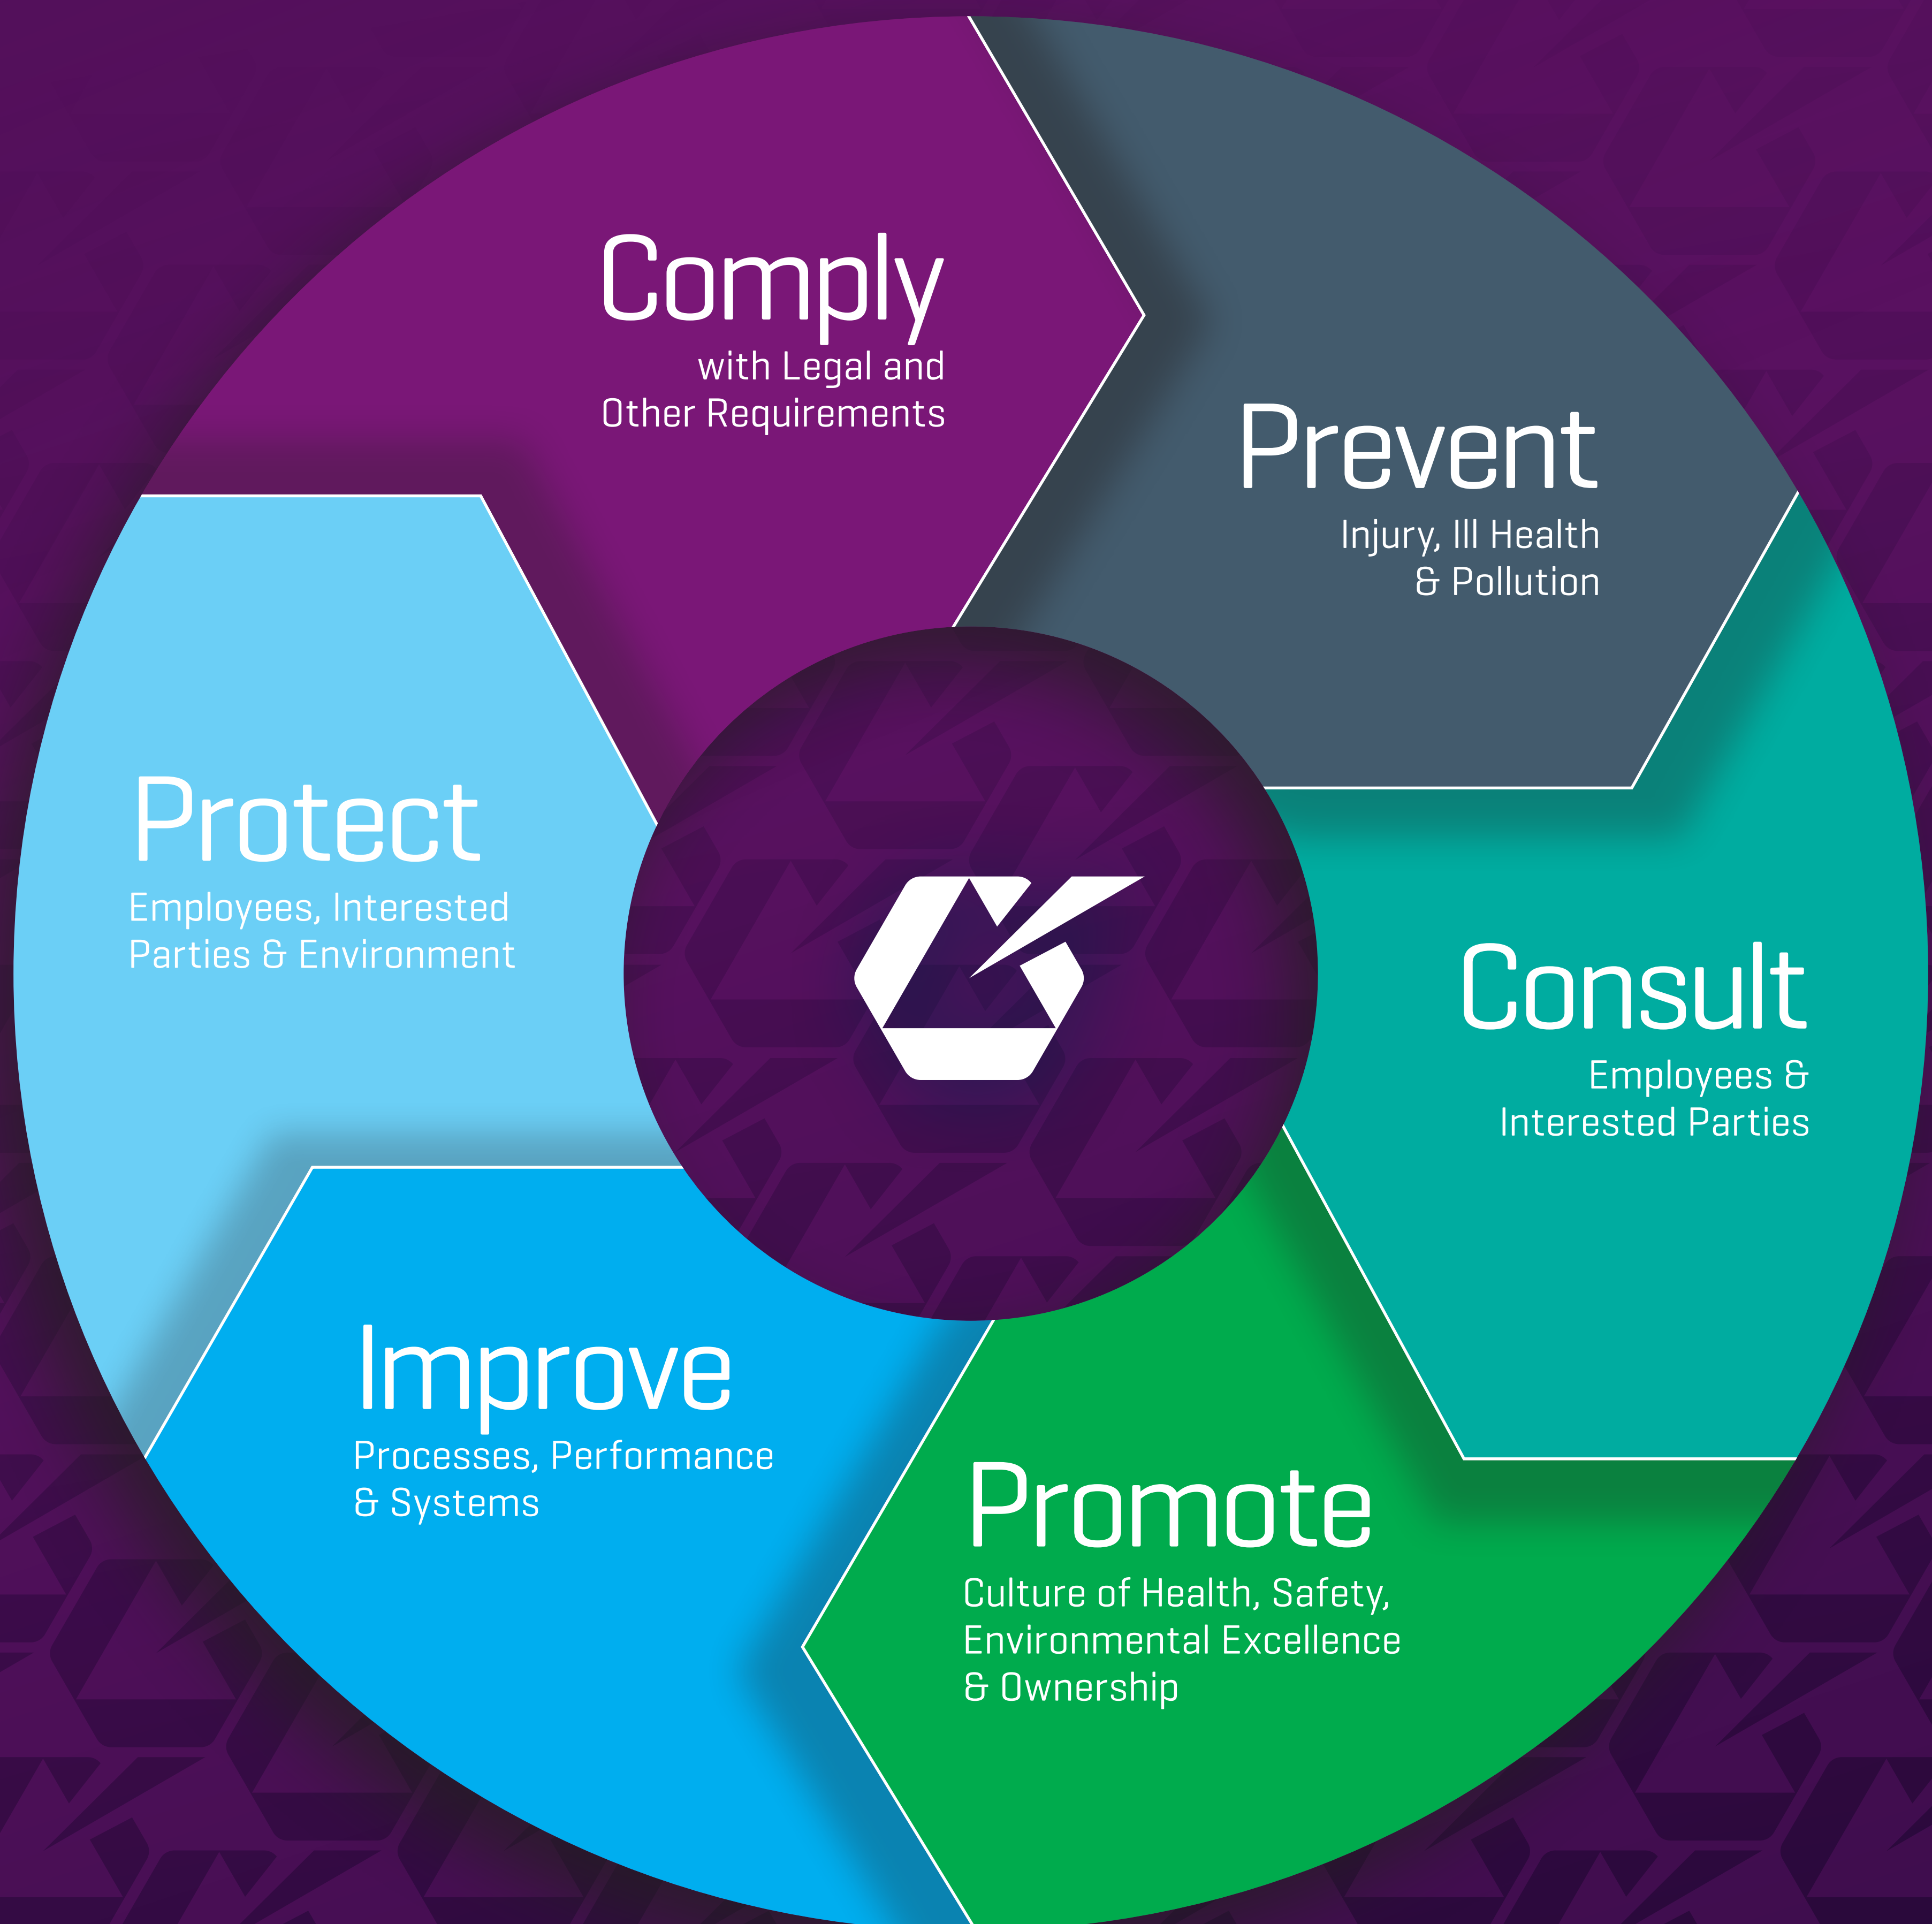 Comply
with Legal and
Other Requirements
Prevent
Injury, Ill Health
& Pollution
Consult
Employees &
Interested Parties
Promote
Culture of Health, Safety,
Environmental Excellence
& Ownership
Improve
Processes, Performance
& Systems
Protect
Employees, Interested
Parties & Environment